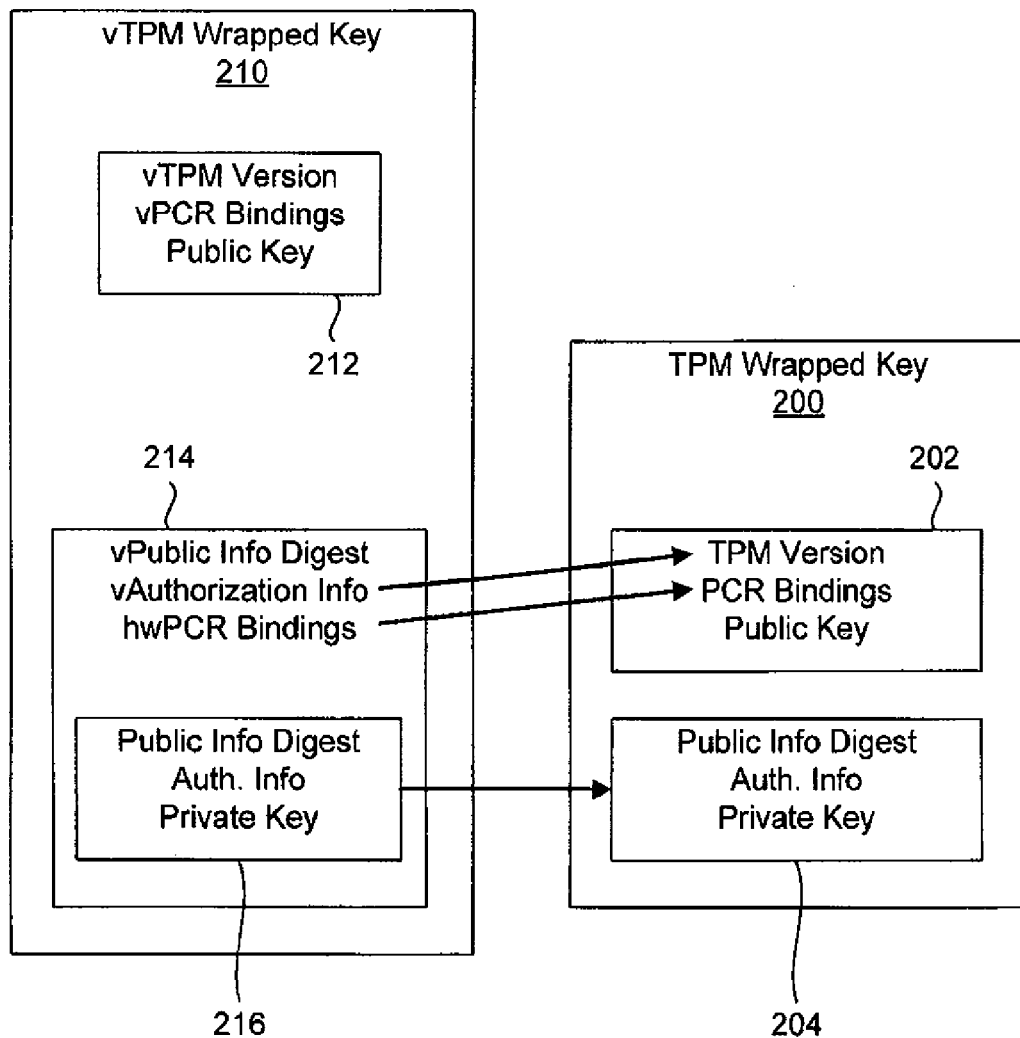 vTPM Wrapped Key
210
vTPM Version
vPCR Bindings
Public Key
212
214
vPublic Info Digest
vAuthorization Info
hwPCR Bindings
Public Info Digest
Auth. Info
Private Key
216
TPM Wrapped Key
200
202
TPM Version
PCR Bindings
Public Key
Public Info Digest
Auth. Info
Private Key
204